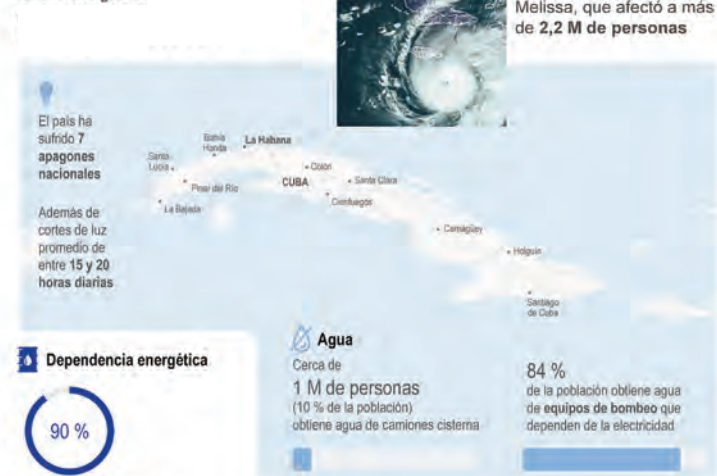 Melissa, que afectó a más
de 2,2 M de personas
El país ha
sufrido 7
apagones
nacionales
Además de
cortes de luz
promedio de
entre 15 y 20
horas diarias
Bahía
Honda
La Habana
Santa
Lucía
Pinar del Río
La Bajada
CUBA
Colón
Santa Clara
Cienfuegos
Camagüey
Holguín
Santiago
de Cuba
Dependencia energética
90 %
Agua
Cerca de
1 M de personas
(10 % de la población)
obtiene agua de camiones cisterna
84 %
de la población obtiene agua
de equipos de bombeo que
dependen de la electricidad